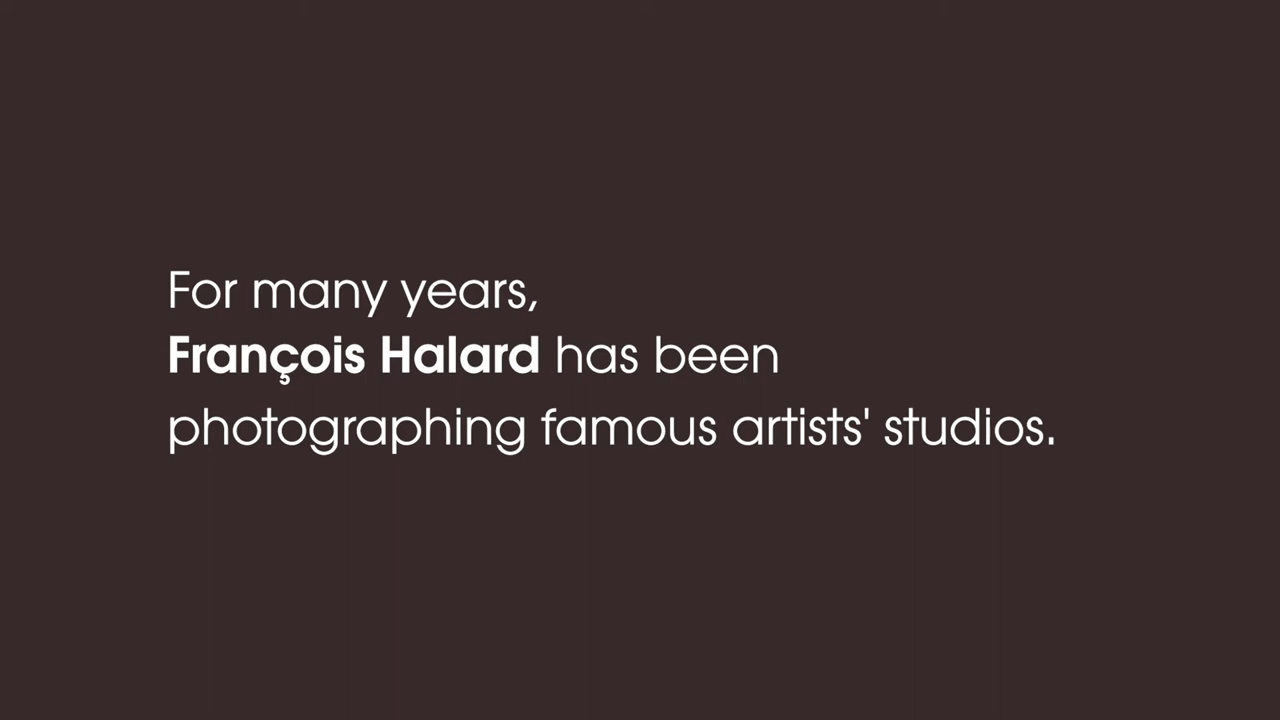 For many years,
François Halard has been
photographing famous artists' studios.